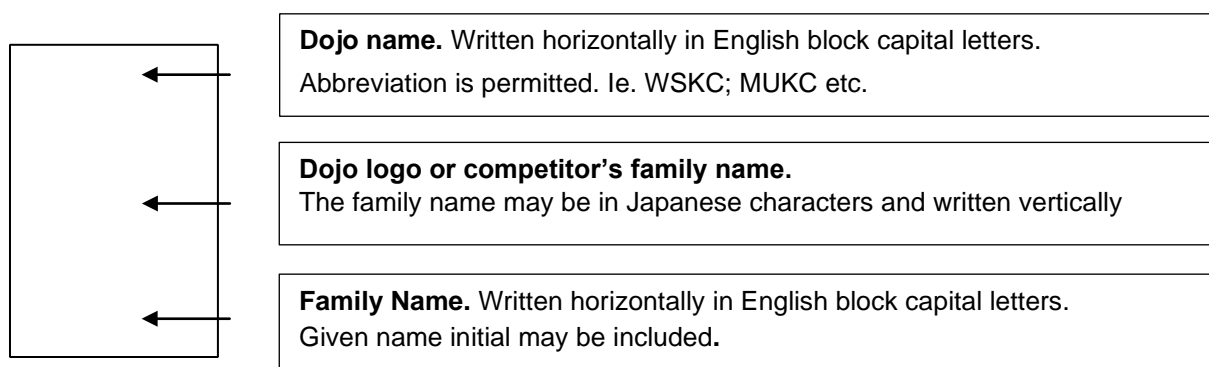 Dojo name. Written horizontally in English block capital letters.
Abbreviation is permitted. Ie. WSKC; MUKC etc.
Dojo logo or competitor’s family name.
The family name may be in Japanese characters and written vertically
Family Name. Written horizontally in English block capital letters.
Given name initial may be included.